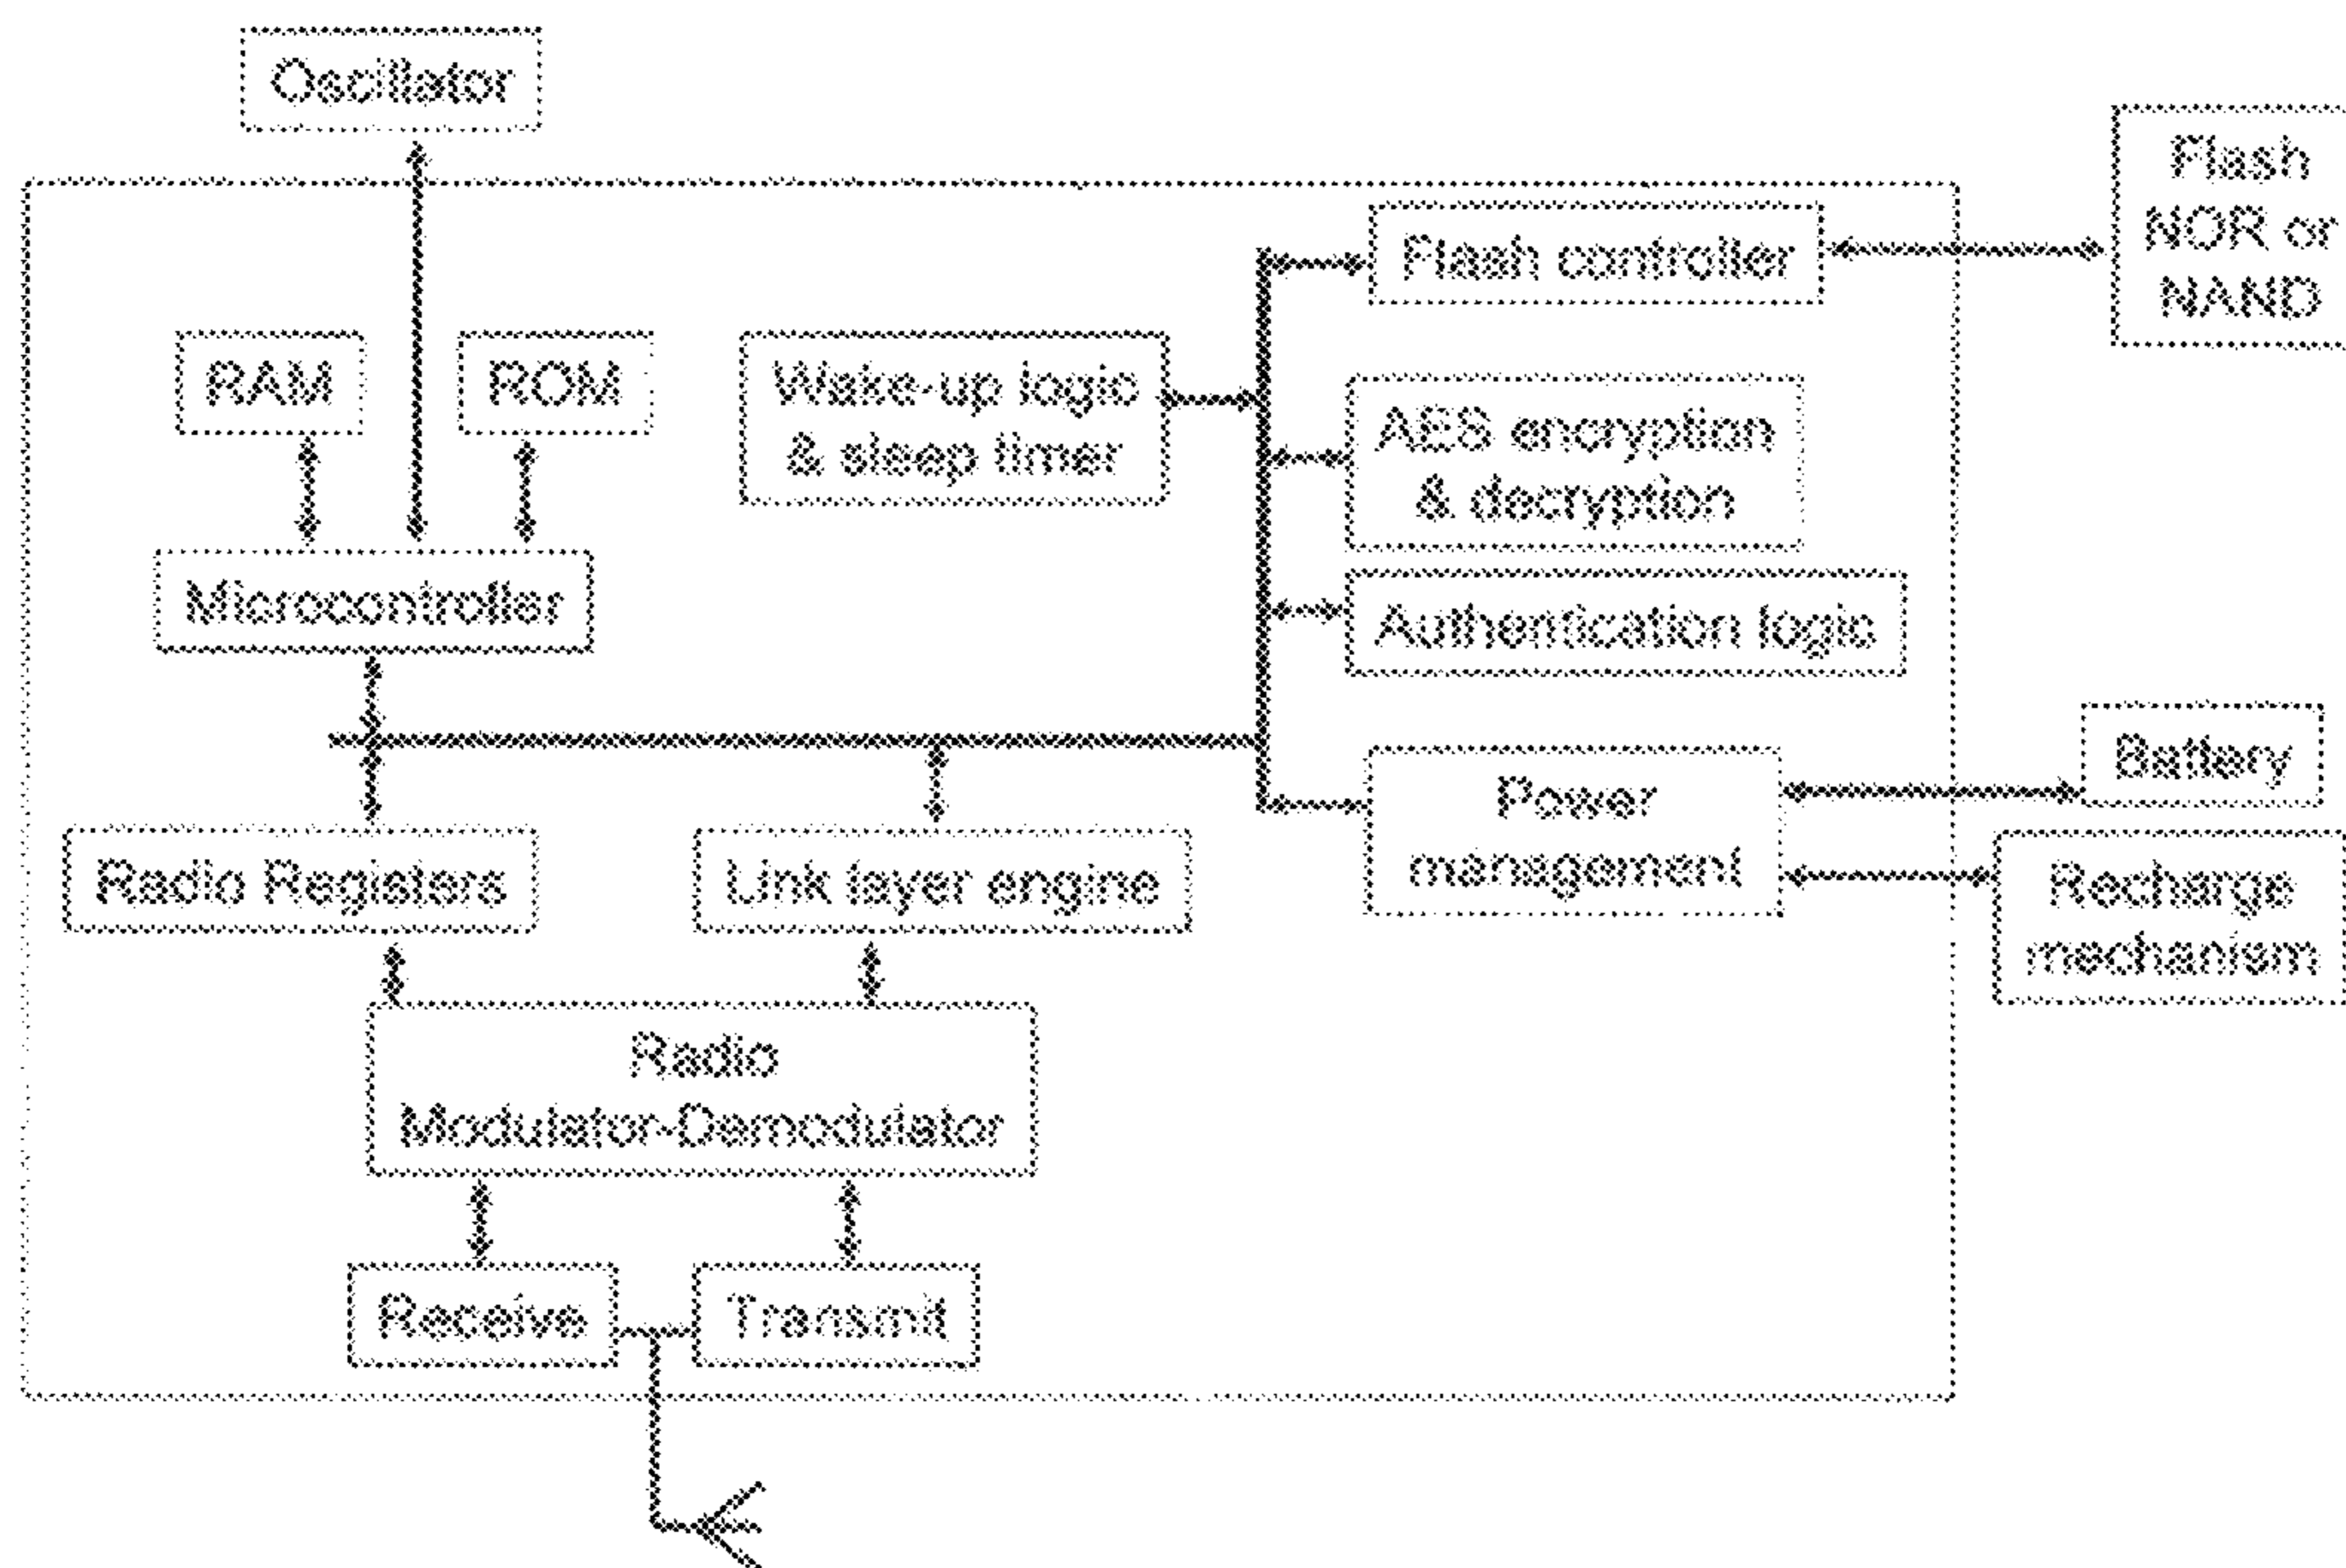 Oscillator
Flash
NOR or
NAND
Flash controller
RAM
ROM
Wake-up logic
& sleep timer
AES encryption
& decryption
Microcontroller
Authentication logic
Battery
Power
management
Radio Registers
Link layer engine
Recharge
mechanism
Radio
Modulator-Demodulator
Receive
Transmit